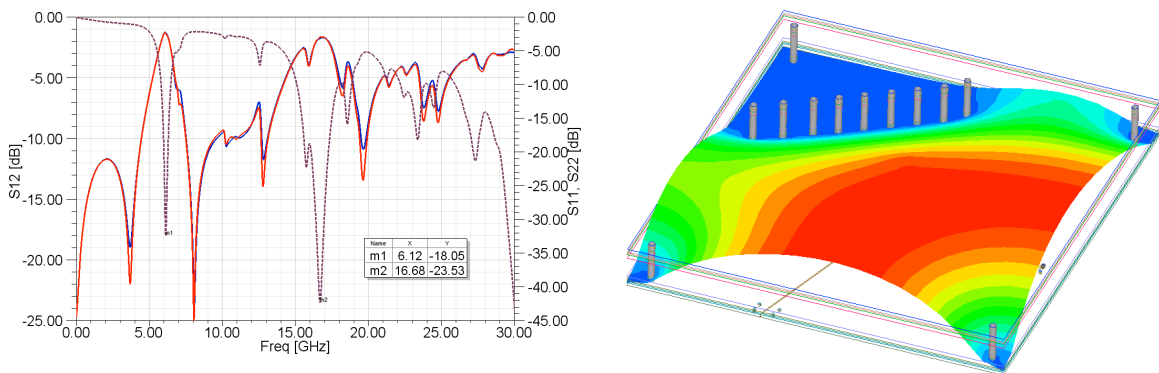 0.00 0.00
-5.00 -5.00
-10.00
-10.00 -15.00
-20.00
-15.00 -25.00
-30.00
-20.00 -35.00
-40.00
-25.00 -45.00
S12 [dB]
S11, S22 [dB]
m1
Name X Y
m1 6.12 -18.05
m2 16.68 -23.53
m2
0.00 5.00 10.00 15.00 20.00 25.00 30.00
Freq [GHz]